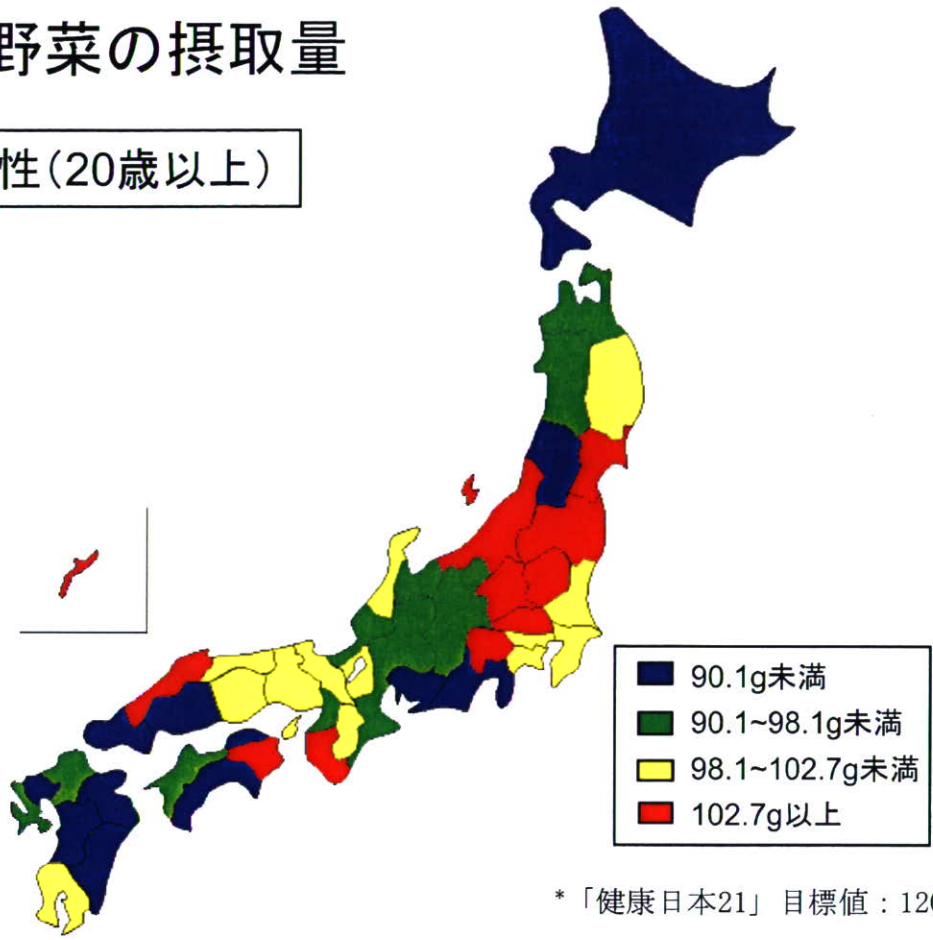 野菜の摂取量
性(20歳以上)
90.1g未満
90.1~98.1g未満
98.1~102.7g未満
102.7g以上
*「健康日本21」目標値：120